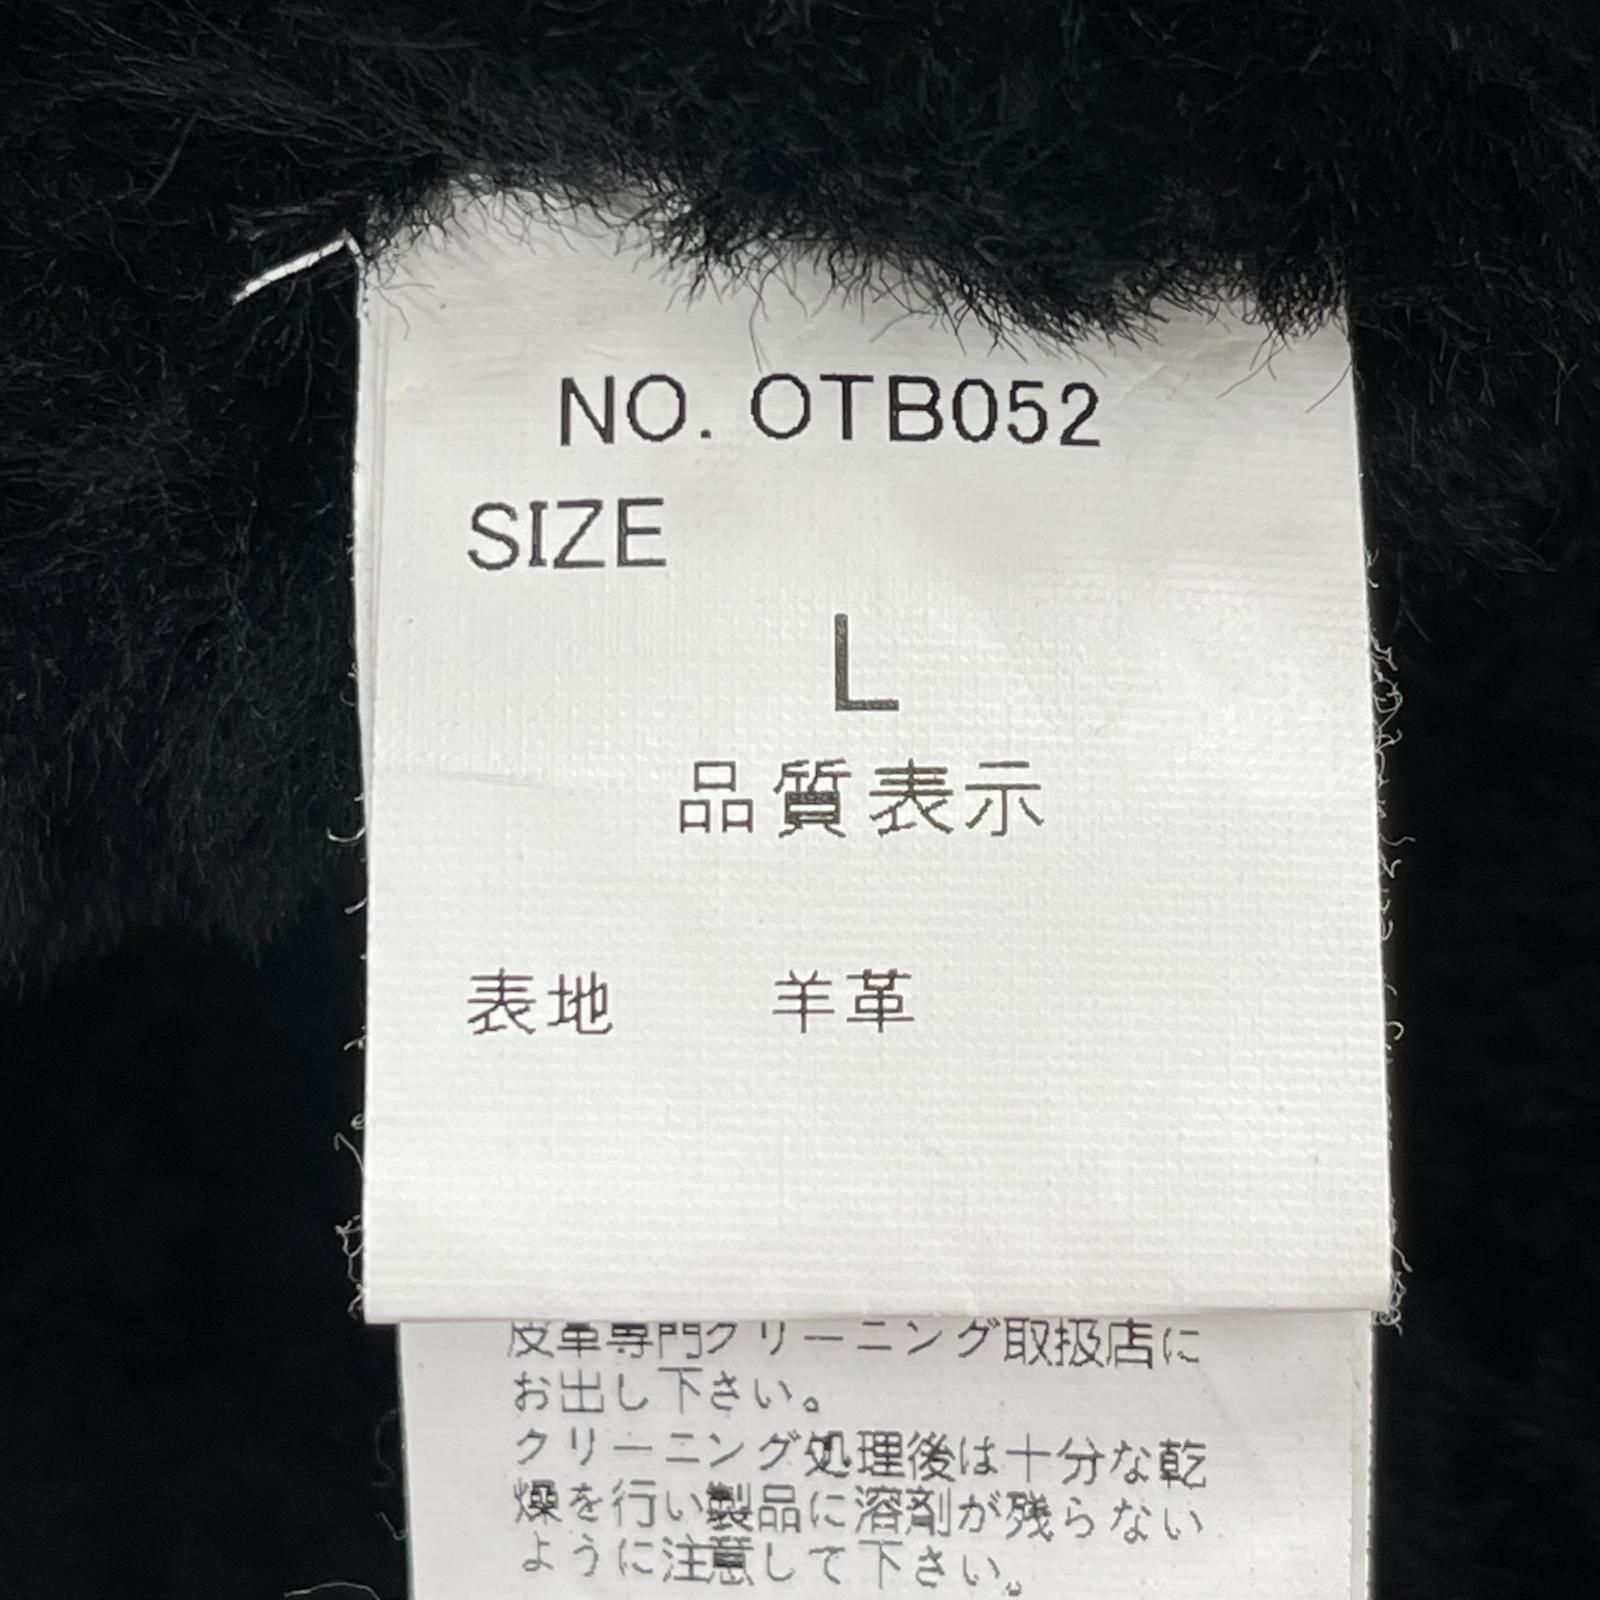 NO. OTB052
SIZE
L
品質表示
表地 羊革
皮革専門クリーニング取扱店に
お出し下さい。
クリーニング処理後は十分な乾
燥を行い製品に溶剤が残らない
ように注意して下さい。